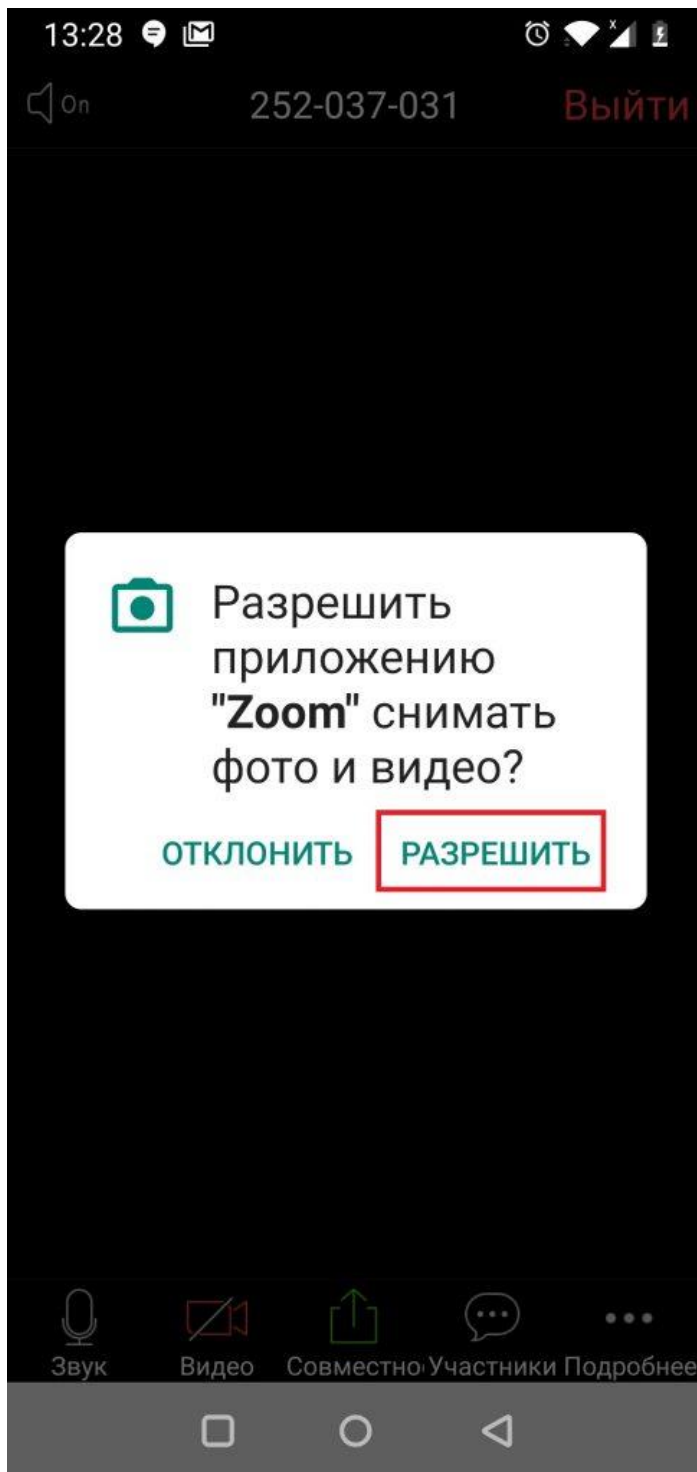 13:28
On 252-037-031 Выйти
Разрешить
приложению
"Zoom" снимать
фото и видео?
ОТКЛОНИТЬ РАЗРЕШИТЬ
Звук Видео Совместно Участники Подробнее